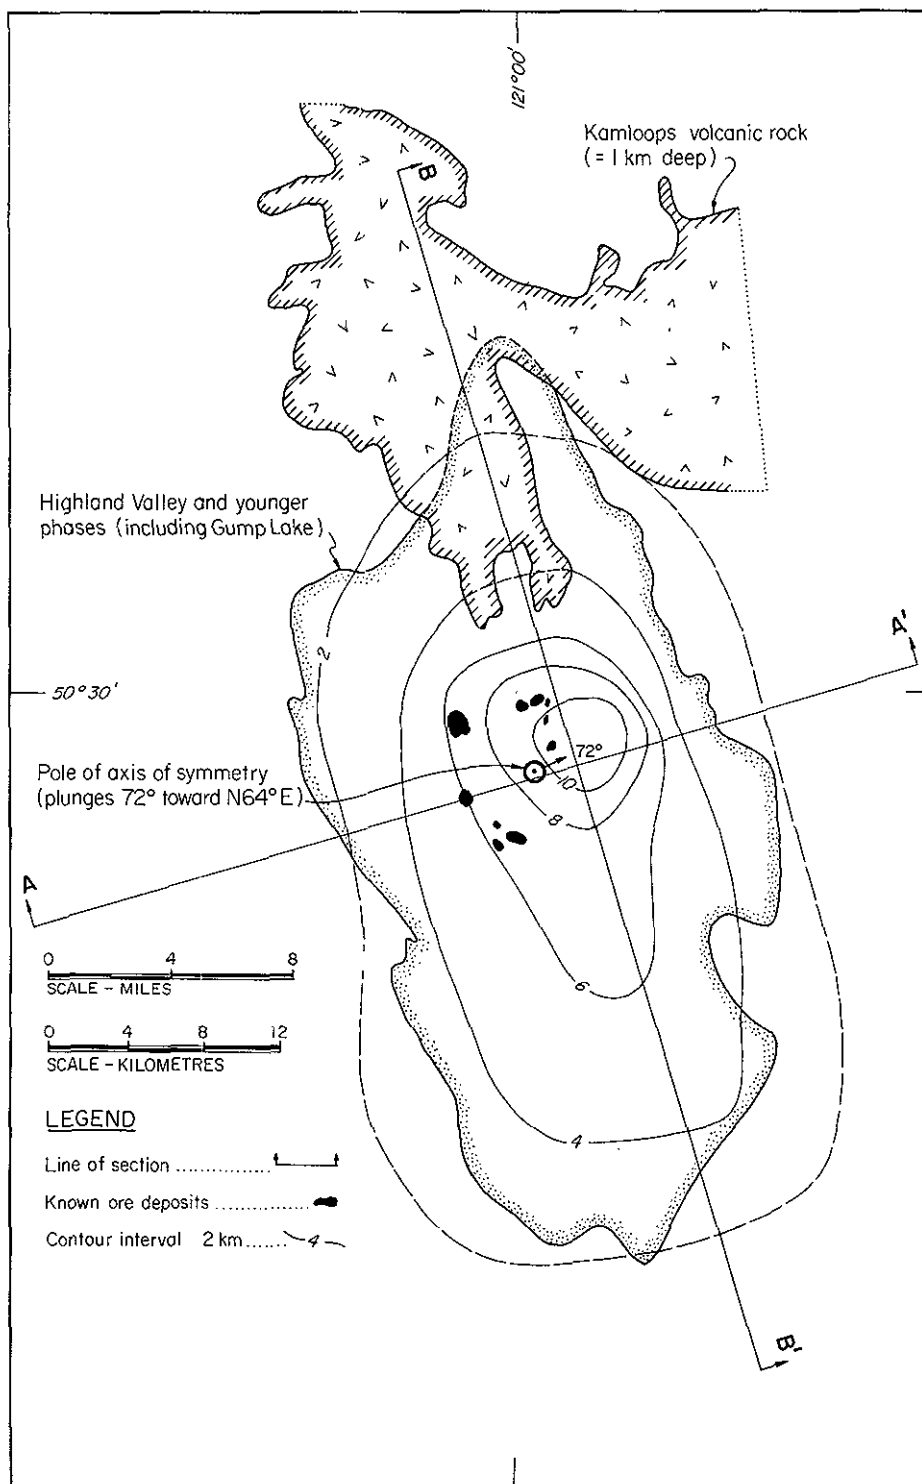 121°00'
Kamloops volcanic rock
(= 1 km deep)
B
Highland Valley and younger
phases (including Gump Lake)
2
A'
50°30'
72°
Pole of axis of symmetry
(plunges 72° toward N64°E)
10
8
A
0 4 8
SCALE - MILES
6
0 4 8 12
SCALE - KILOMETRES
LEGEND
4
Line of section
Known ore deposits
Contour interval 2 km 4
B'